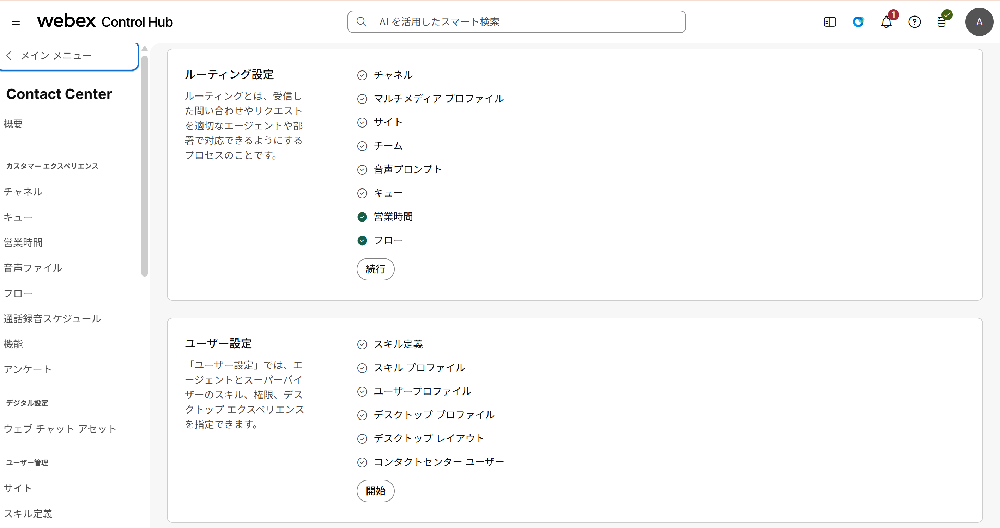 webex Control Hub
AI を活用したスマート検索
1
A
メイン メニュー
Contact Center
概要
カスタマー エクスペリエンス
チャネル
キュー
営業時間
音声ファイル
フロー
通話録音スケジュール
機能
アンケート
デジタル設定
ウェブ チャット アセット
ユーザー管理
サイト
スキル定義
ルーティング設定
ルーティングとは、受信し
た問い合わせやリクエスト
を適切なエージェントや部
署で対応できるようにする
プロセスのことです。
チャネル
マルチメディア プロファイル
サイト
チーム
音声プロンプト
キュー
営業時間
フロー
続行
ユーザー設定
「ユーザー設定」では、エ
ージェントとスーパーバイ
ザーのスキル、権限、デス
クトップ エクスペリエンス
を指定できます。
スキル定義
スキル プロファイル
ユーザープロファイル
デスクトップ プロファイル
デスクトップ レイアウト
コンタクトセンター ユーザー
開始